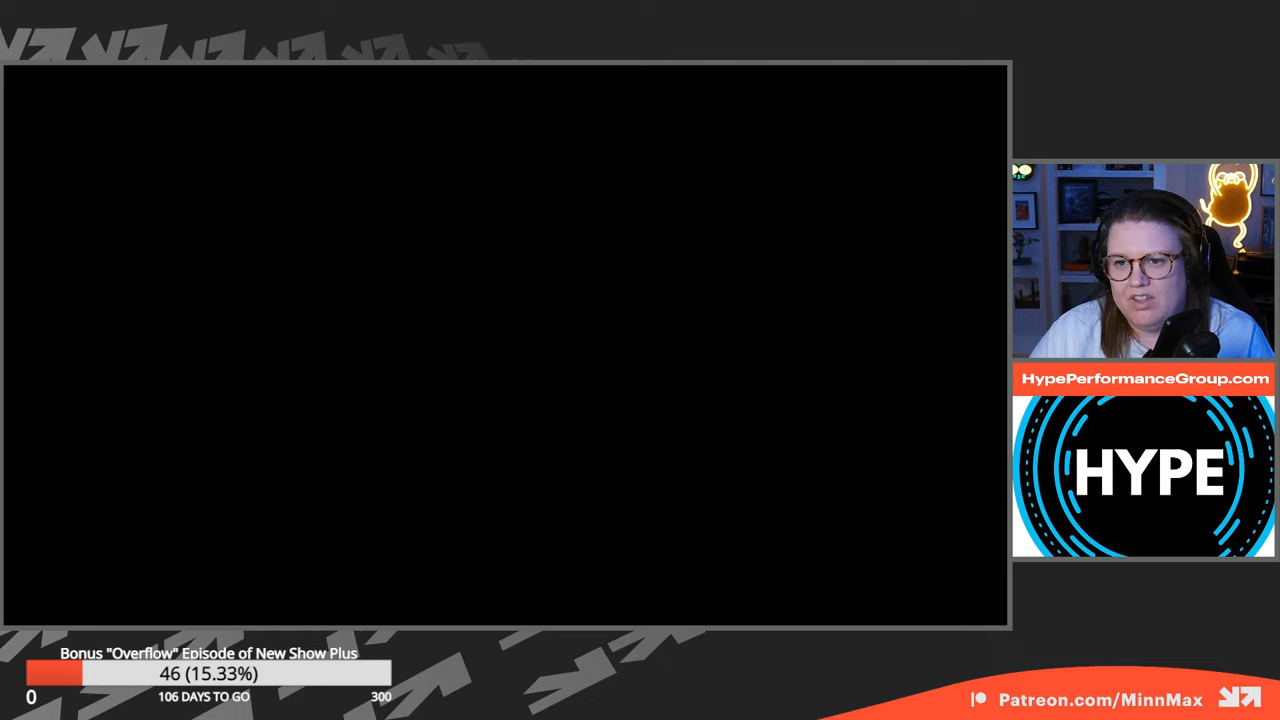 HypePerformanceGroup.com
HYPE
Bonus "Overflow" Episode of New Show Plus
46 (15.33%)
0
106 DAYS TO GO
300
Patreon.com/MinnMax